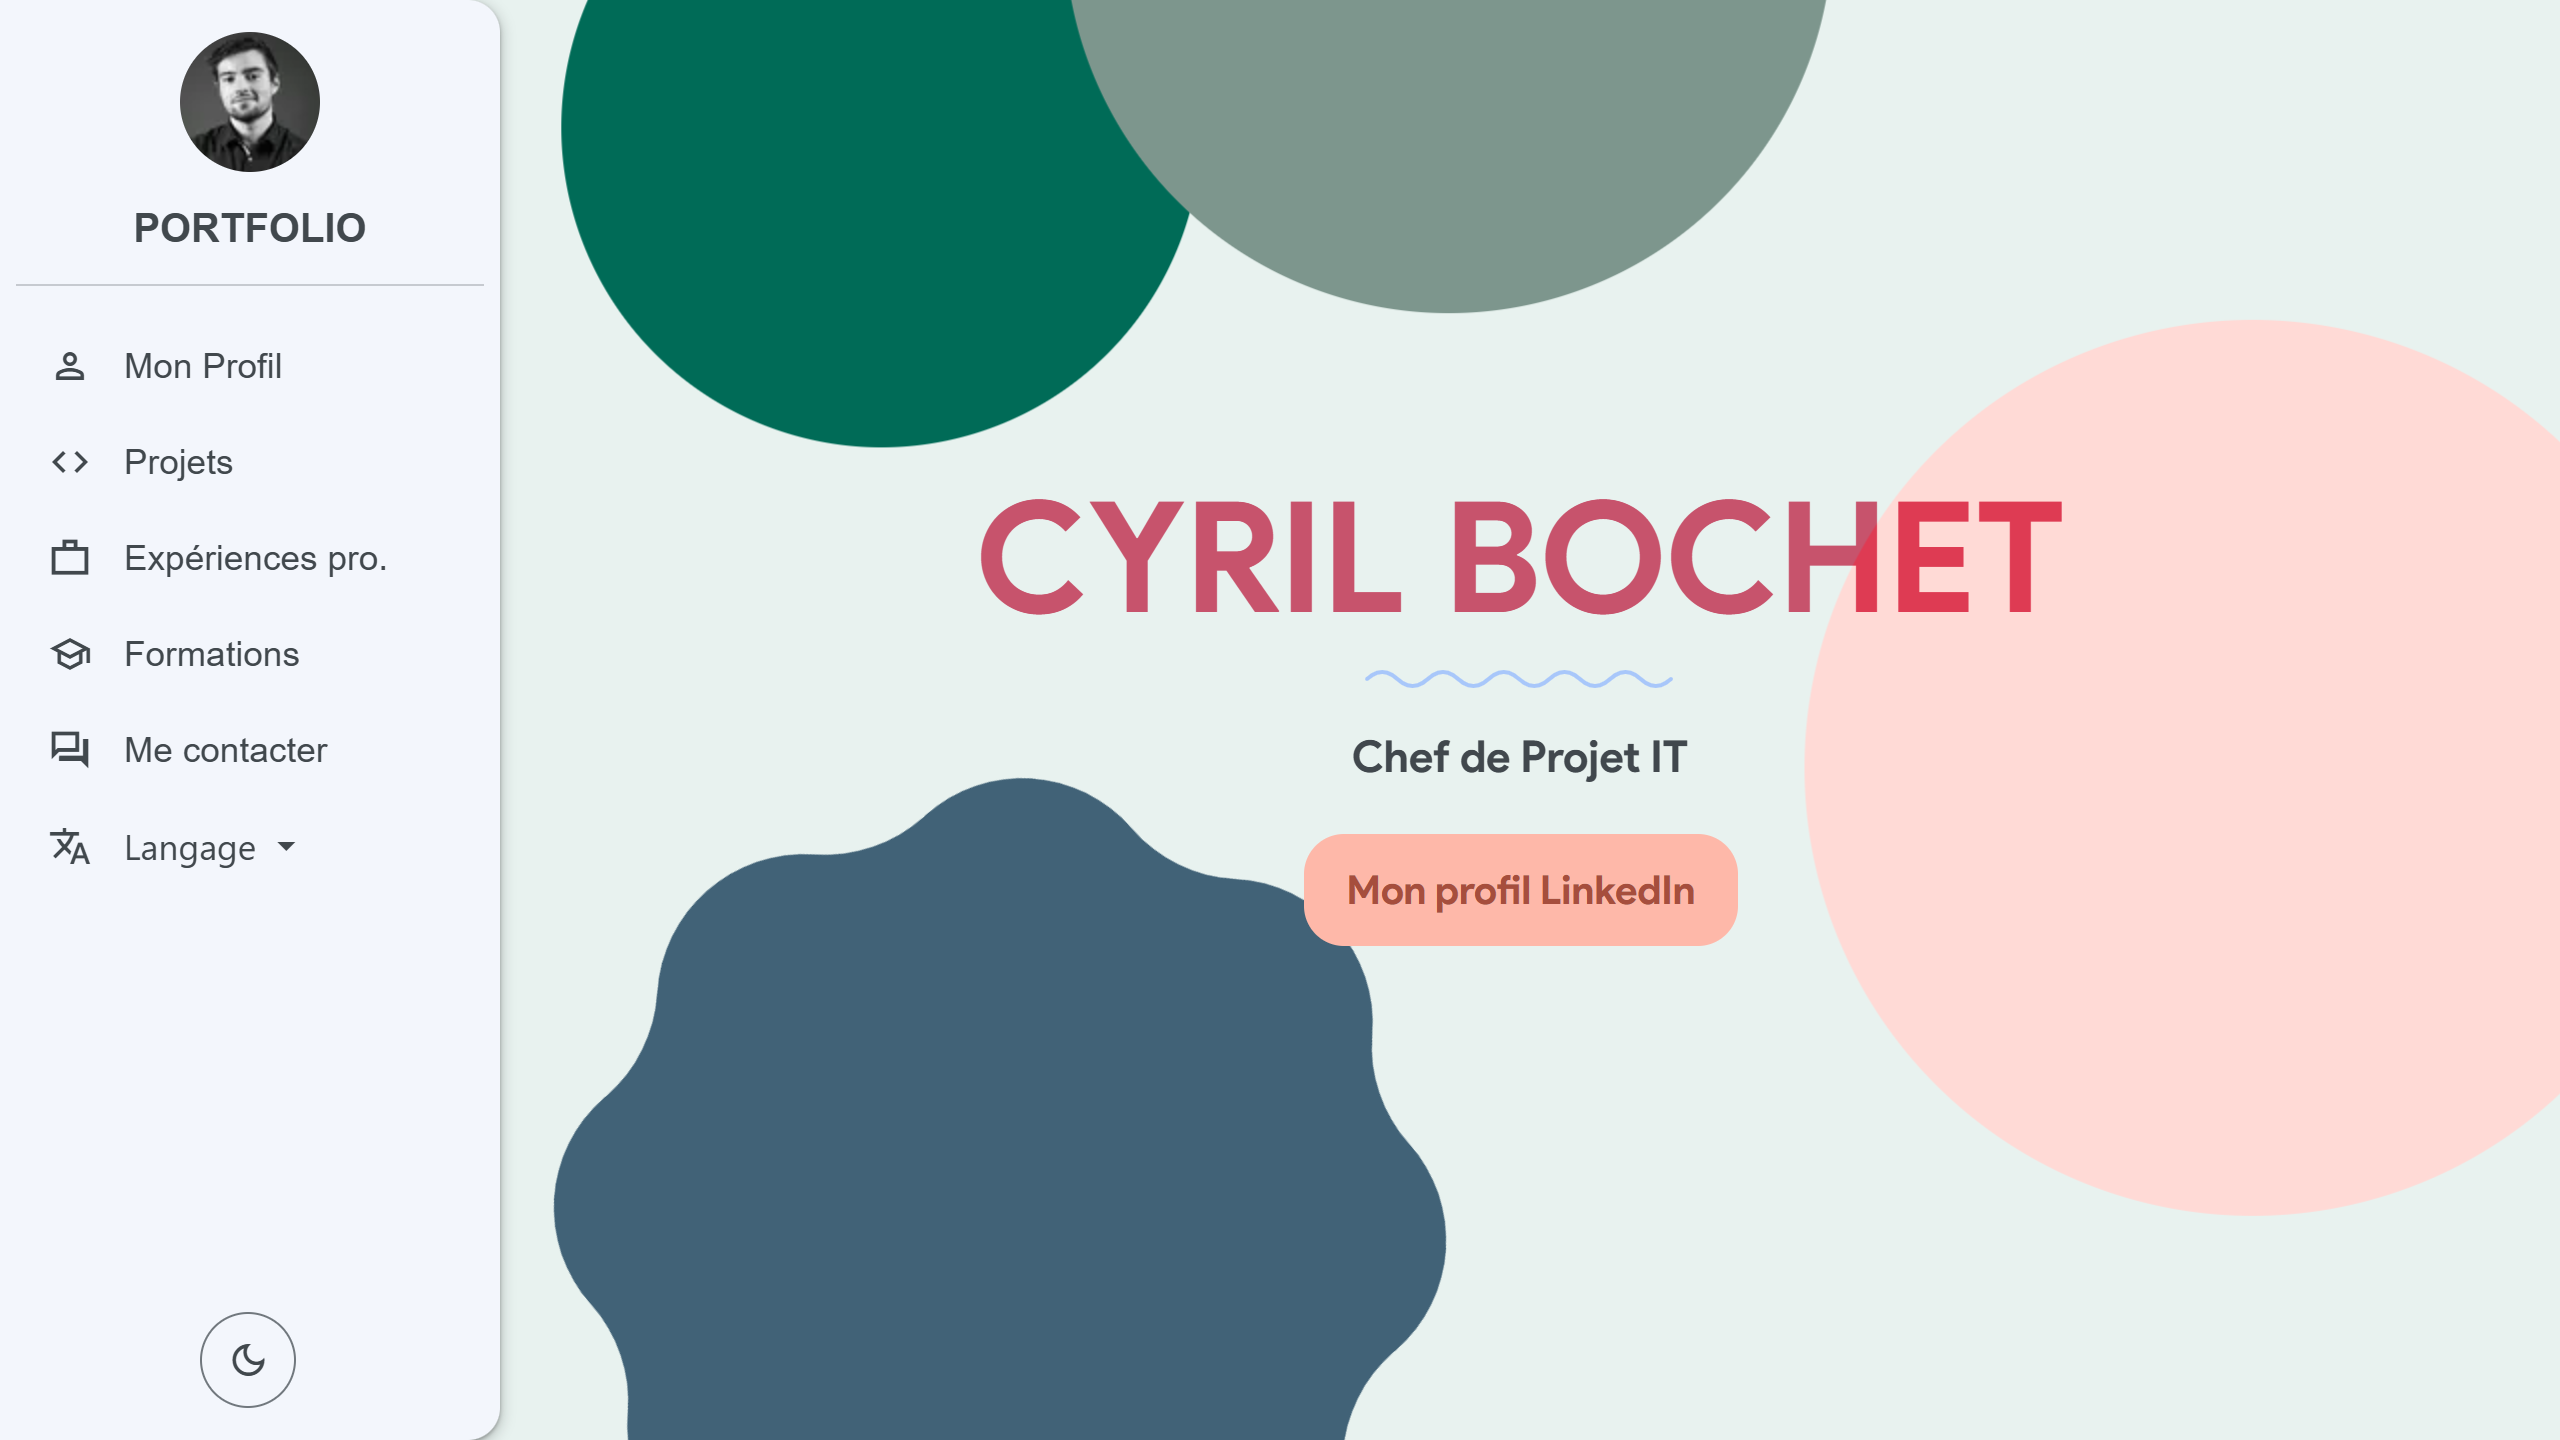 PORTFOLIO
Mon Profil
Projets
Expériences pro.
Formations
Me contacter
Langage
CYRIL BOCHET
Chef de Projet IT
Mon profil LinkedIn